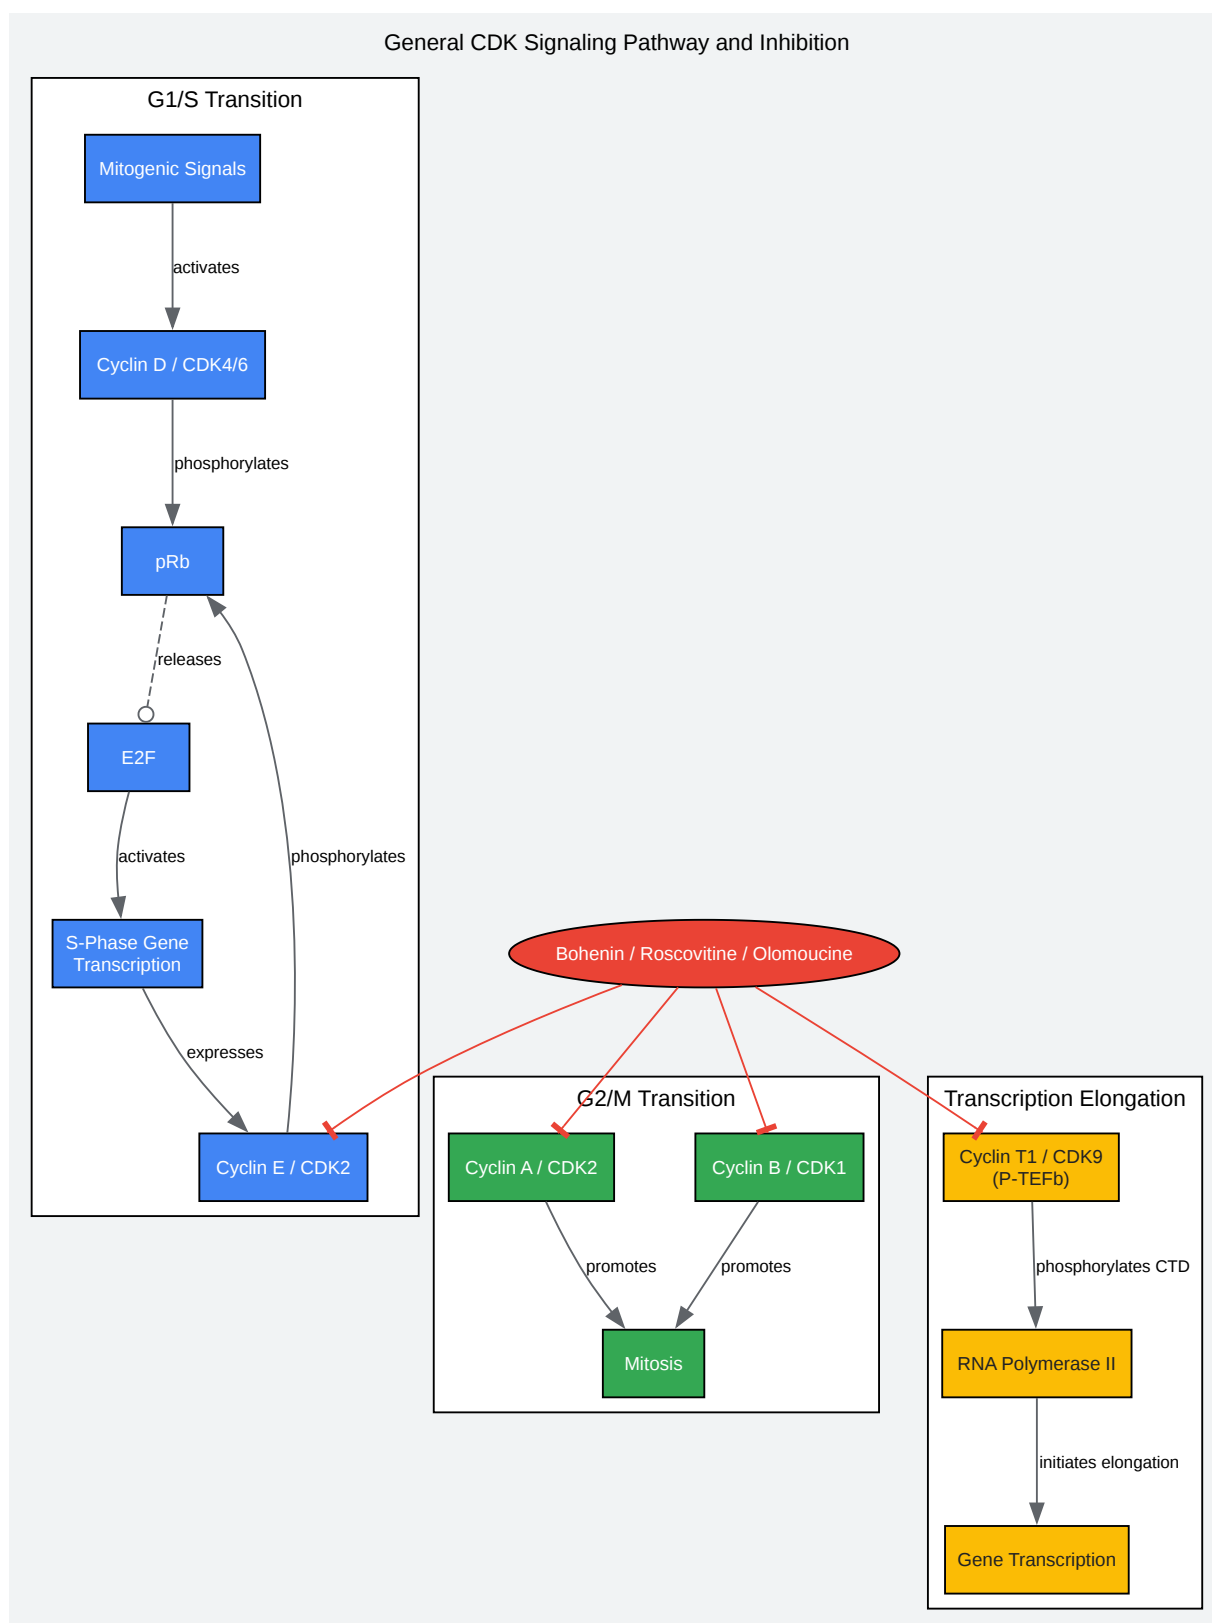 General CDK Signaling Pathway and Inhibition
G1/S Transition
Mitogenic Signals
activates
Cyclin D / CDK4/6
phosphorylates
pRb
releases
E2F
activates
phosphorylates
S-Phase Gene
Transcription
expresses
Cyclin E / CDK2
Bohenin / Roscovitine / Olomoucine
G2/M Transition
Cyclin A / CDK2
Cyclin B / CDK1
promotes
promotes
Mitosis
Transcription Elongation
Cyclin T1 / CDK9
(P-TEFb)
phosphorylates CTD
RNA Polymerase II
initiates elongation
Gene Transcription